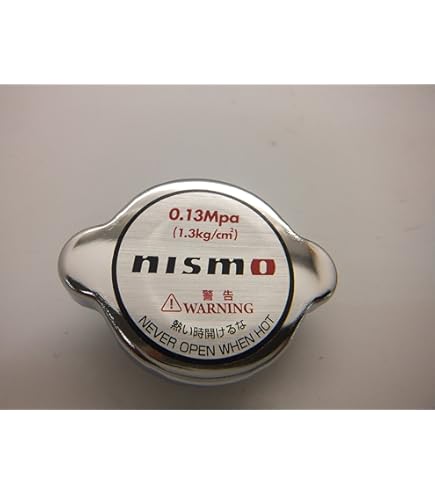 0.13Mpa
(1.3kg/cm²)
nismo
警告
⚠WARNING
熱い時開けるな
NEVER OPEN WHEN HOT